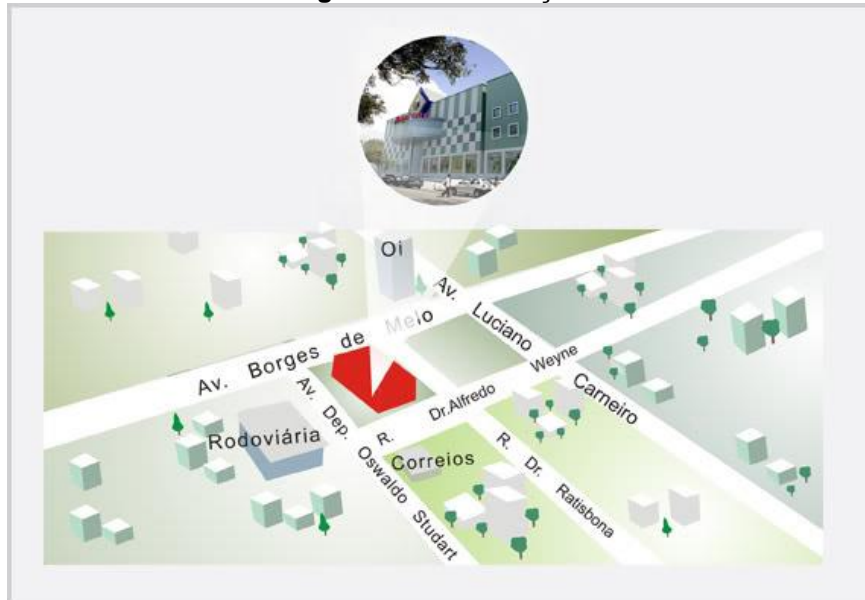 Oi
Av. Luciano Carneiro
Av. Borges de Melo
R. Dr.Alfredo Weyne
Av. Dep. Oswaldo Studart
Rodoviária
Correios
R. Dr. Ratisbona